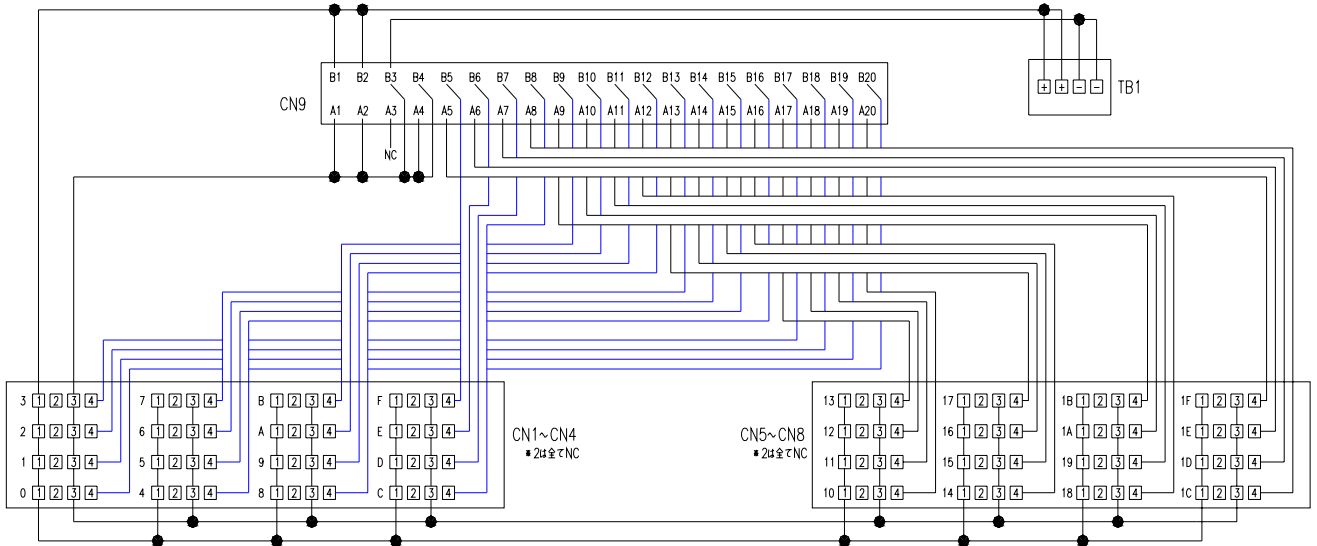 B1 B2 B3 B4 B5 B6 B7 B8 B9 B10 B11 B12 B13 B14 B15 B16 B17 B18 B19 B20
+ + − − TB1
CN9
A1 A2 A3 A4 A5 A6 A7 A8 A9 A10 A11 A12 A13 A14 A15 A16 A17 A18 A19 A20
NC
3 1 2 3 4 7 1 2 3 4 B 1 2 3 4 F 1 2 3 4
2 1 2 3 4 6 1 2 3 4 A 1 2 3 4 E 1 2 3 4
1 1 2 3 4 5 1 2 3 4 9 1 2 3 4 D 1 2 3 4
0 1 2 3 4 4 1 2 3 4 8 1 2 3 4 C 1 2 3 4
CN1~CN4
*2は全てNC
CN5~CN8
*2は全てNC
13 1 2 3 4 17 1 2 3 4 1B 1 2 3 4 1F 1 2 3 4
12 1 2 3 4 16 1 2 3 4 1A 1 2 3 4 1E 1 2 3 4
11 1 2 3 4 15 1 2 3 4 19 1 2 3 4 1D 1 2 3 4
10 1 2 3 4 14 1 2 3 4 18 1 2 3 4 1C 1 2 3 4